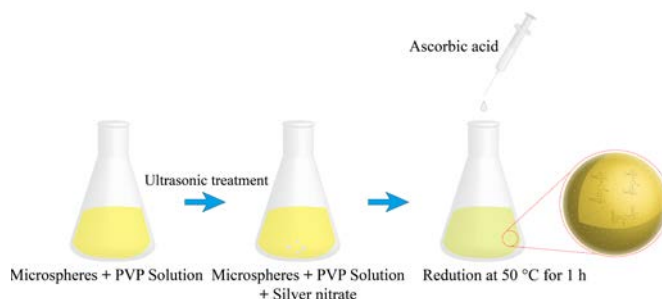 Ascorbic acid
Ultrasonic treatment
Microspheres + PVP Solution
Microspheres + PVP Solution
+ Silver nitrate
Redution at 50 °C for 1 h